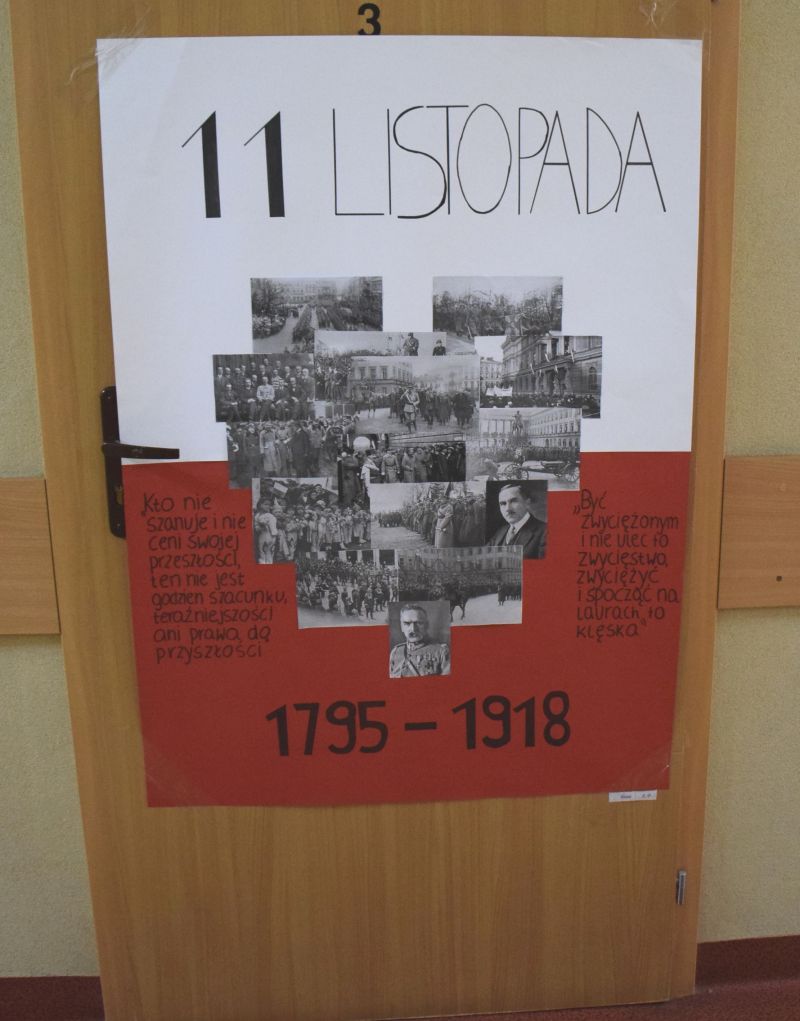 3
11 LISTOPADA
„Kto nie
szanuje i nie
ceni swojej
przeszłości,
ten nie jest
godzien szacunku,
teraźniejszości
ani prawa do
przyszłości
„Być
zwyciężonym
i nie ulec to
zwycięstwo,
zwyciężyć
i spocząć na
laurach, to
klęska"
1795 – 1918